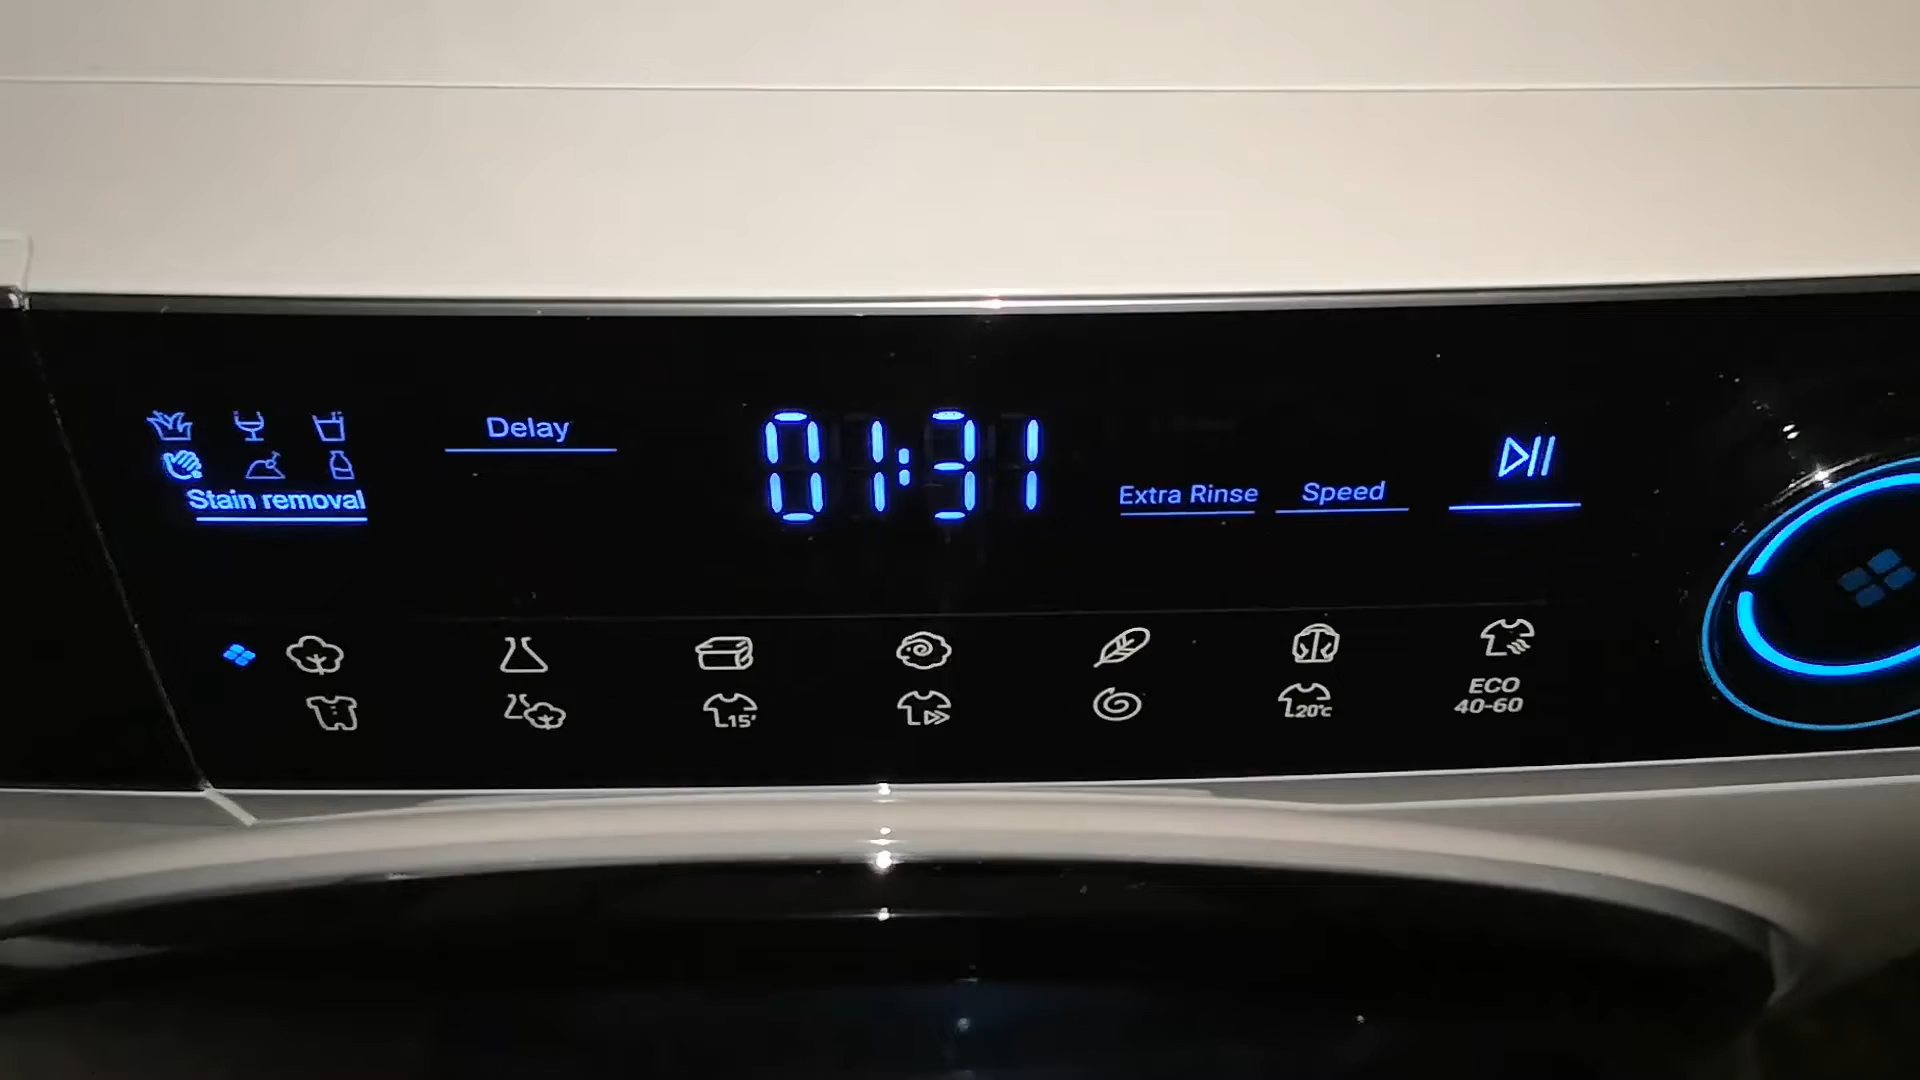 Delay
01:31
Stain removal
Extra Rinse
Speed
15'
20°c
ECO
40-60